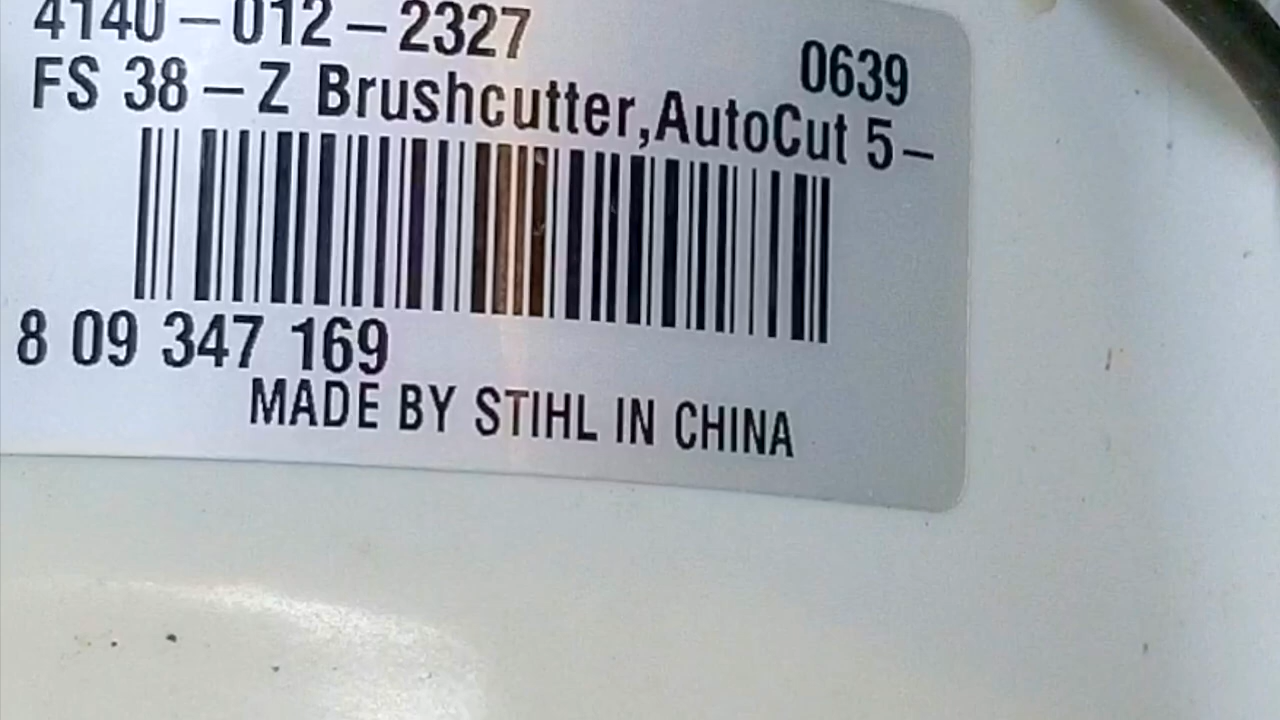 4140-012-2327
0639
FS 38-Z Brushcutter,AutoCut 5-
8 09 347 169
MADE BY STIHL IN CHINA